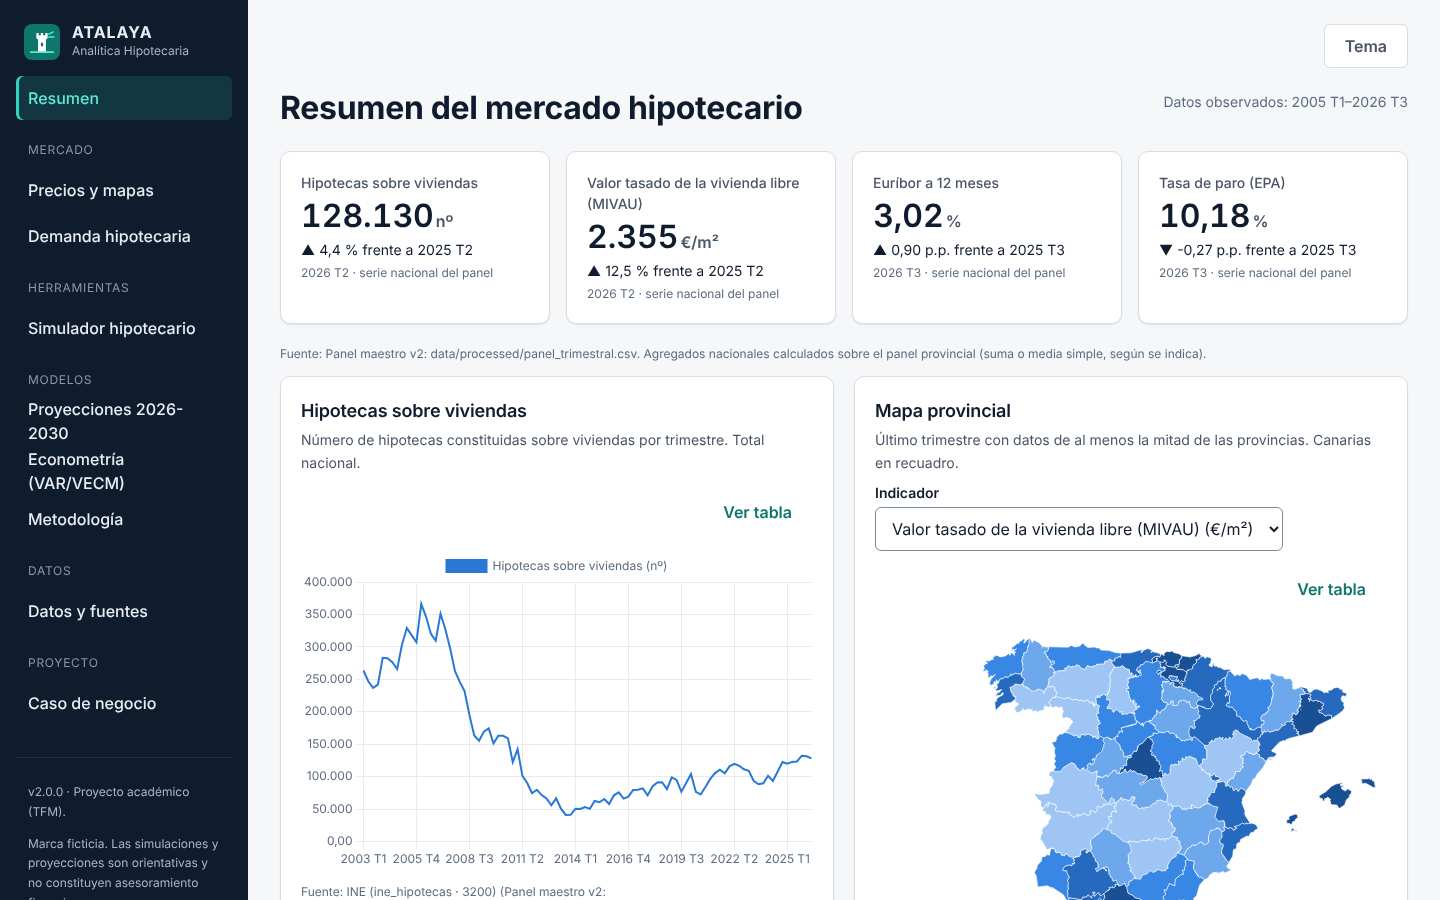 ATALAYA
Analítica Hipotecaria
Resumen
MERCADO
Precios y mapas
Demanda hipotecaria
HERRAMIENTAS
Simulador hipotecario
MODELOS
Proyecciones 2026-
2030
Econometría
(VAR/VECM)
Metodología
DATOS
Datos y fuentes
PROYECTO
Caso de negocio
v2.0.0 · Proyecto académico
(TFM).
Marca ficticia. Las simulaciones y
proyecciones son orientativas y
no constituyen asesoramiento
Tema
Resumen del mercado hipotecario
Datos observados: 2005 T1–2026 T3
Hipotecas sobre viviendas
128.130 nº
▲ 4,4 % frente a 2025 T2
2026 T2 · serie nacional del panel
Valor tasado de la vivienda libre
(MIVAU)
2.355 €/m²
▲ 12,5 % frente a 2025 T2
2026 T2 · serie nacional del panel
Euríbor a 12 meses
3,02 %
▲ 0,90 p.p. frente a 2025 T3
2026 T3 · serie nacional del panel
Tasa de paro (EPA)
10,18 %
▼ -0,27 p.p. frente a 2025 T3
2026 T3 · serie nacional del panel
Fuente: Panel maestro v2: data/processed/panel_trimestral.csv. Agregados nacionales calculados sobre el panel provincial (suma o media simple, según se indica).
Hipotecas sobre viviendas
Número de hipotecas constituidas sobre viviendas por trimestre. Total
nacional.
Ver tabla
Hipotecas sobre viviendas (nº)
400.000
350.000
300.000
250.000
200.000
150.000
100.000
50.000
0,00
2003 T1 2005 T4 2008 T3 2011 T2 2014 T1 2016 T4 2019 T3 2022 T2 2025 T1
Fuente: INE (ine_hipotecas · 3200) (Panel maestro v2:
Mapa provincial
Último trimestre con datos de al menos la mitad de las provincias. Canarias
en recuadro.
Indicador
Valor tasado de la vivienda libre (MIVAU) (€/m²)
Ver tabla